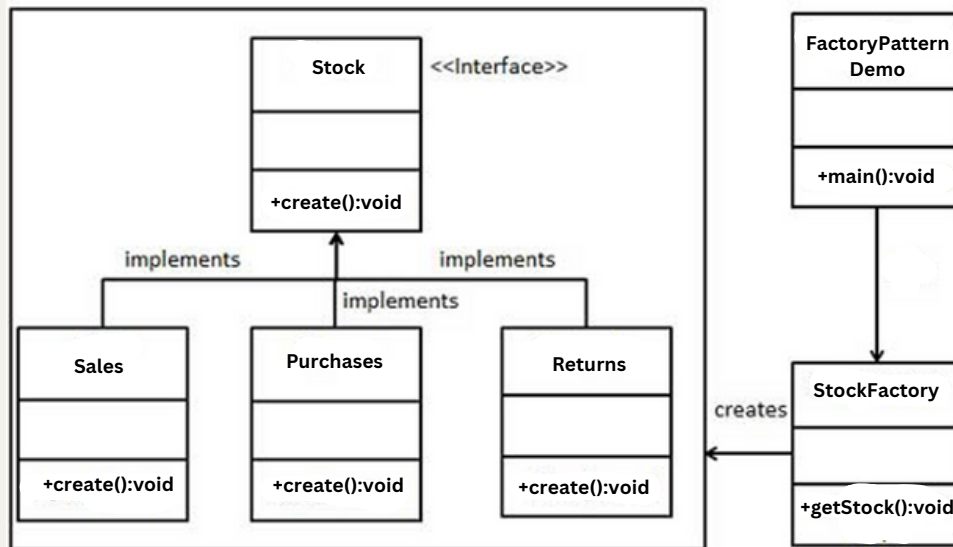 Stock
<<Interface>>
+create():void
implements
implements
implements
Sales
+create():void
Purchases
+create():void
Returns
+create():void
FactoryPattern
Demo
+main():void
creates
StockFactory
+getStock():void